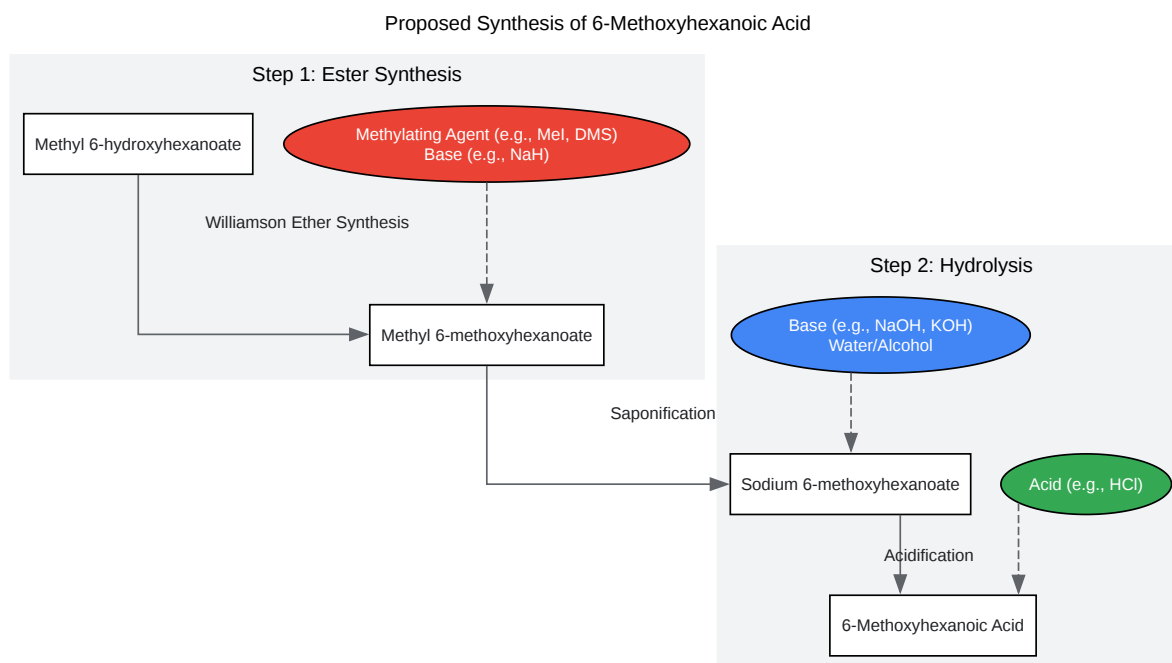 Proposed Synthesis of 6-Methoxyhexanoic Acid
Step 1: Ester Synthesis
Methyl 6-hydroxyhexanoate
Methylating Agent (e.g., MeI, DMS)
Base (e.g., NaH)
Williamson Ether Synthesis
Methyl 6-methoxyhexanoate
Step 2: Hydrolysis
Base (e.g., NaOH, KOH)
Water/Alcohol
Saponification
Sodium 6-methoxyhexanoate
Acid (e.g., HCl)
Acidification
6-Methoxyhexanoic Acid